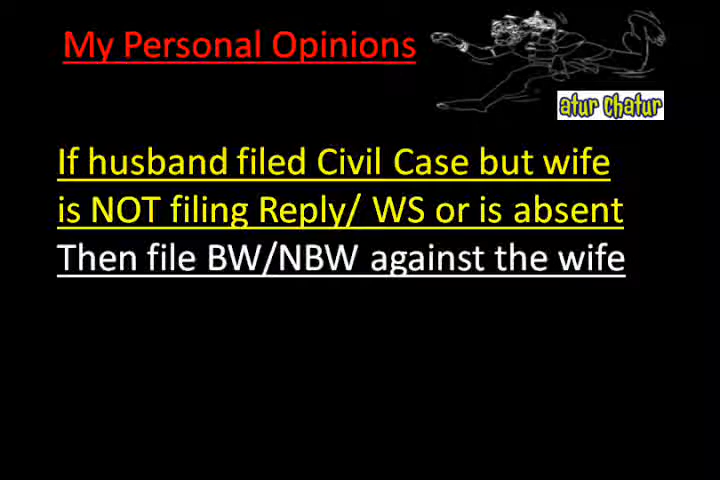 My Personal Opinions
atur chatur
If husband filed Civil Case but wife
is NOT filing Reply/ WS or is absent
Then file BW/NBW against the wife